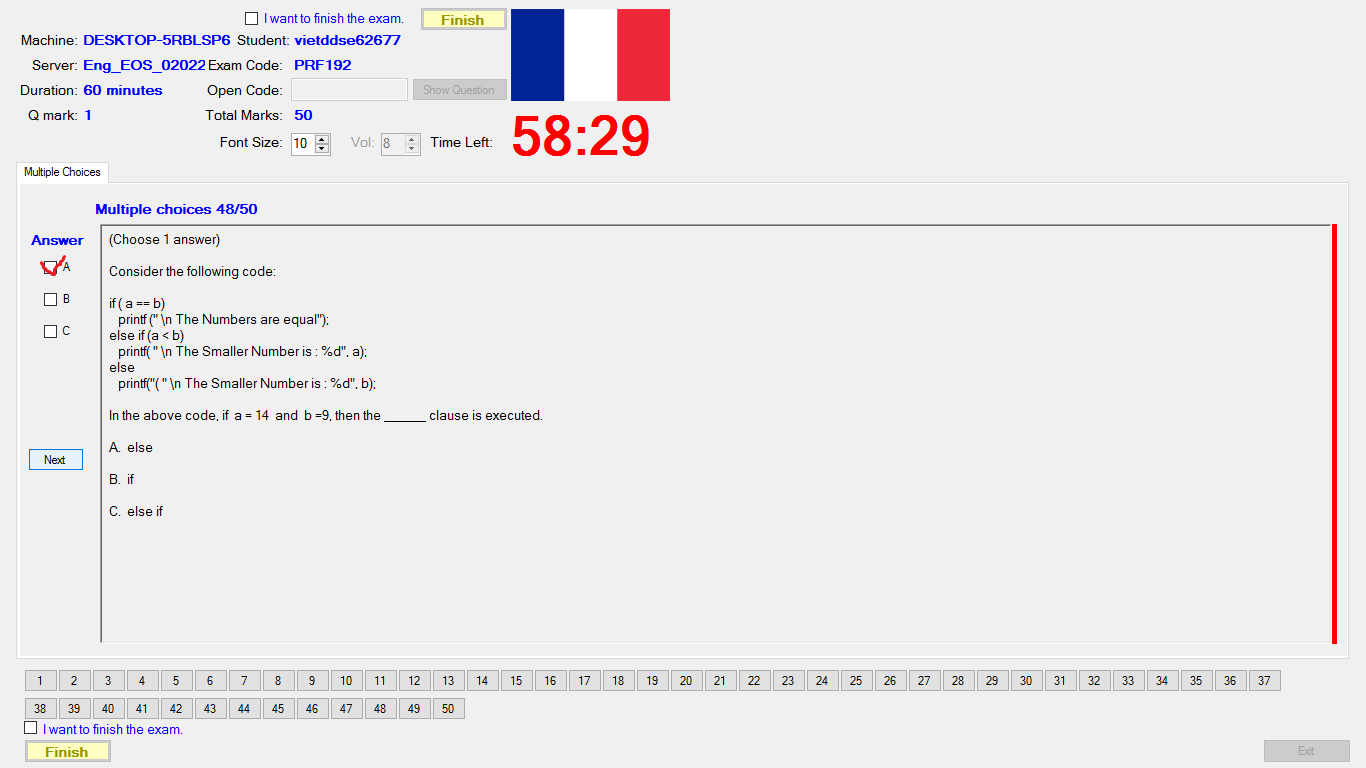 I want to finish the exam. Finish
Machine: DESKTOP-5RBLSP6 Student: vietddse62677
Server: Eng_EOS_02022 Exam Code: PRF192
Duration: 60 minutes Open Code: Show Question
Q mark: 1 Total Marks: 50
Font Size: 10 Vol: 8 Time Left: 58:29
Multiple Choices
Multiple choices 48/50
Answer
A
B
C
Next
(Choose 1 answer)
Consider the following code:
if ( a == b)
printf (" \n The Numbers are equal");
else if (a < b)
printf( " \n The Smaller Number is : %d", a);
else
printf("( " \n The Smaller Number is : %d", b);
In the above code, if a = 14 and b =9, then the ______ clause is executed.
A. else
B. if
C. else if
1 2 3 4 5 6 7 8 9 10 11 12 13 14 15 16 17 18 19 20 21 22 23 24 25 26 27 28 29 30 31 32 33 34 35 36 37
38 39 40 41 42 43 44 45 46 47 48 49 50
I want to finish the exam.
Finish Exit